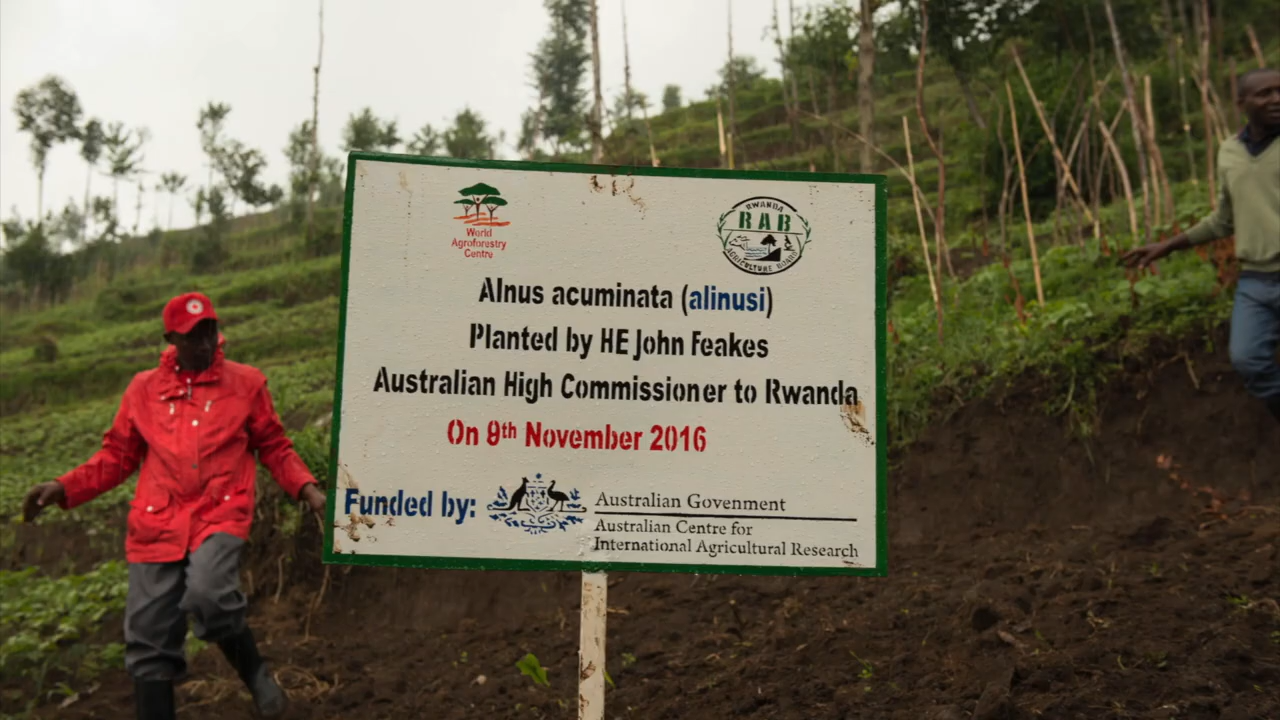 World
Agroforestry
Centre
RWANDA
RAB
AGRICULTURE BOARD
Alnus acuminata (alinusi)
Planted by HE John Feakes
Australian High Commissioner to Rwanda
On 9th November 2016
Funded by:
Australian Govenment
Australian Centre for
International Agricultural Research